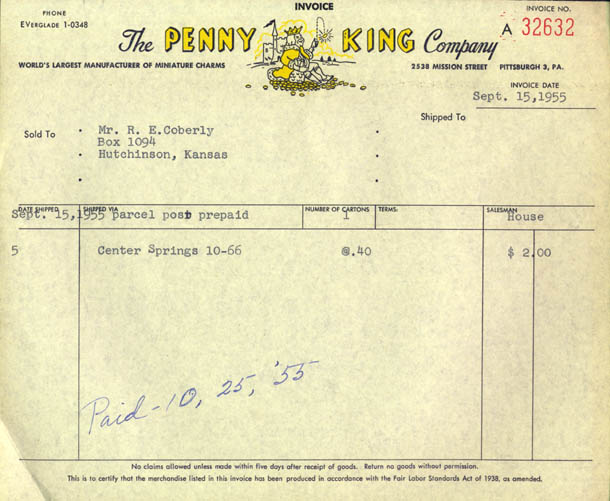 PHONE
EVERGLADE 1-0348
INVOICE
INVOICE NO.
A 32632
The PENNY KING Company
WORLD'S LARGEST MANUFACTURER OF MINIATURE CHARMS
2538 MISSION STREET PITTSBURGH 3, PA.
INVOICE DATE
Sept. 15,1955
Sold To
Mr. R. E.Coberly
Box 1094
Hutchinson, Kansas
Shipped To
DATE SHIPPED SHIPPED VIA NUMBER OF CARTONS TERMS: SALESMAN
Sept. 15,1955 parcel post prepaid 1 House
5 Center Springs 10-66 @.40 $ 2.00
Paid - 10, 25, '55
No claims allowed unless made within five days after receipt of goods. Return no goods without permission.
This is to certify that the merchandise listed in this invoice has been produced in accordance with the Fair Labor Standards Act of 1938, as amended.